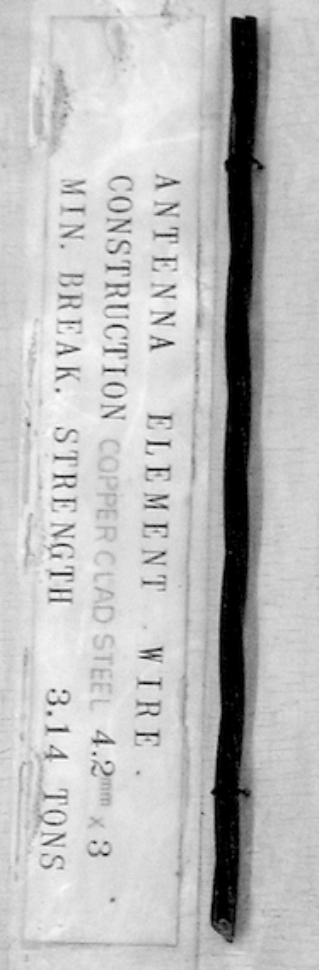 ANTENNA ELEMENT WIRE.
CONSTRUCTION COPPER CLAD STEEL 4.2mm x 3
MIN. BREAK. STRENGTH 3.14 TONS